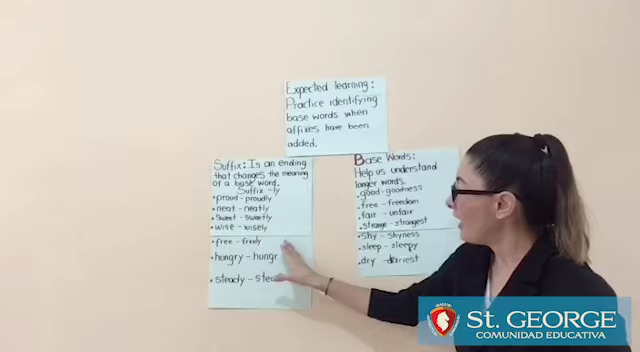 Expected learning:
Practice identifying
base words when
affixes have been
added.
Suffix: Is an ending
that changes the meaning
of a base word.
Suffix -ly
• proud - proudly
• neat - neatly
• Sweet - sweetly
• wise - wisely
• free - freely
• hungry - hungr
• steady - stea
Base Words:
Help us understand
longer words.
• good - goodness
• free - freedom
• fair - unfair
• strange - strangest
• shy - shyness
• sleep - sleepy
• dry - driest
ST. GEORGE
COMUNIDAD EDUCATIVA